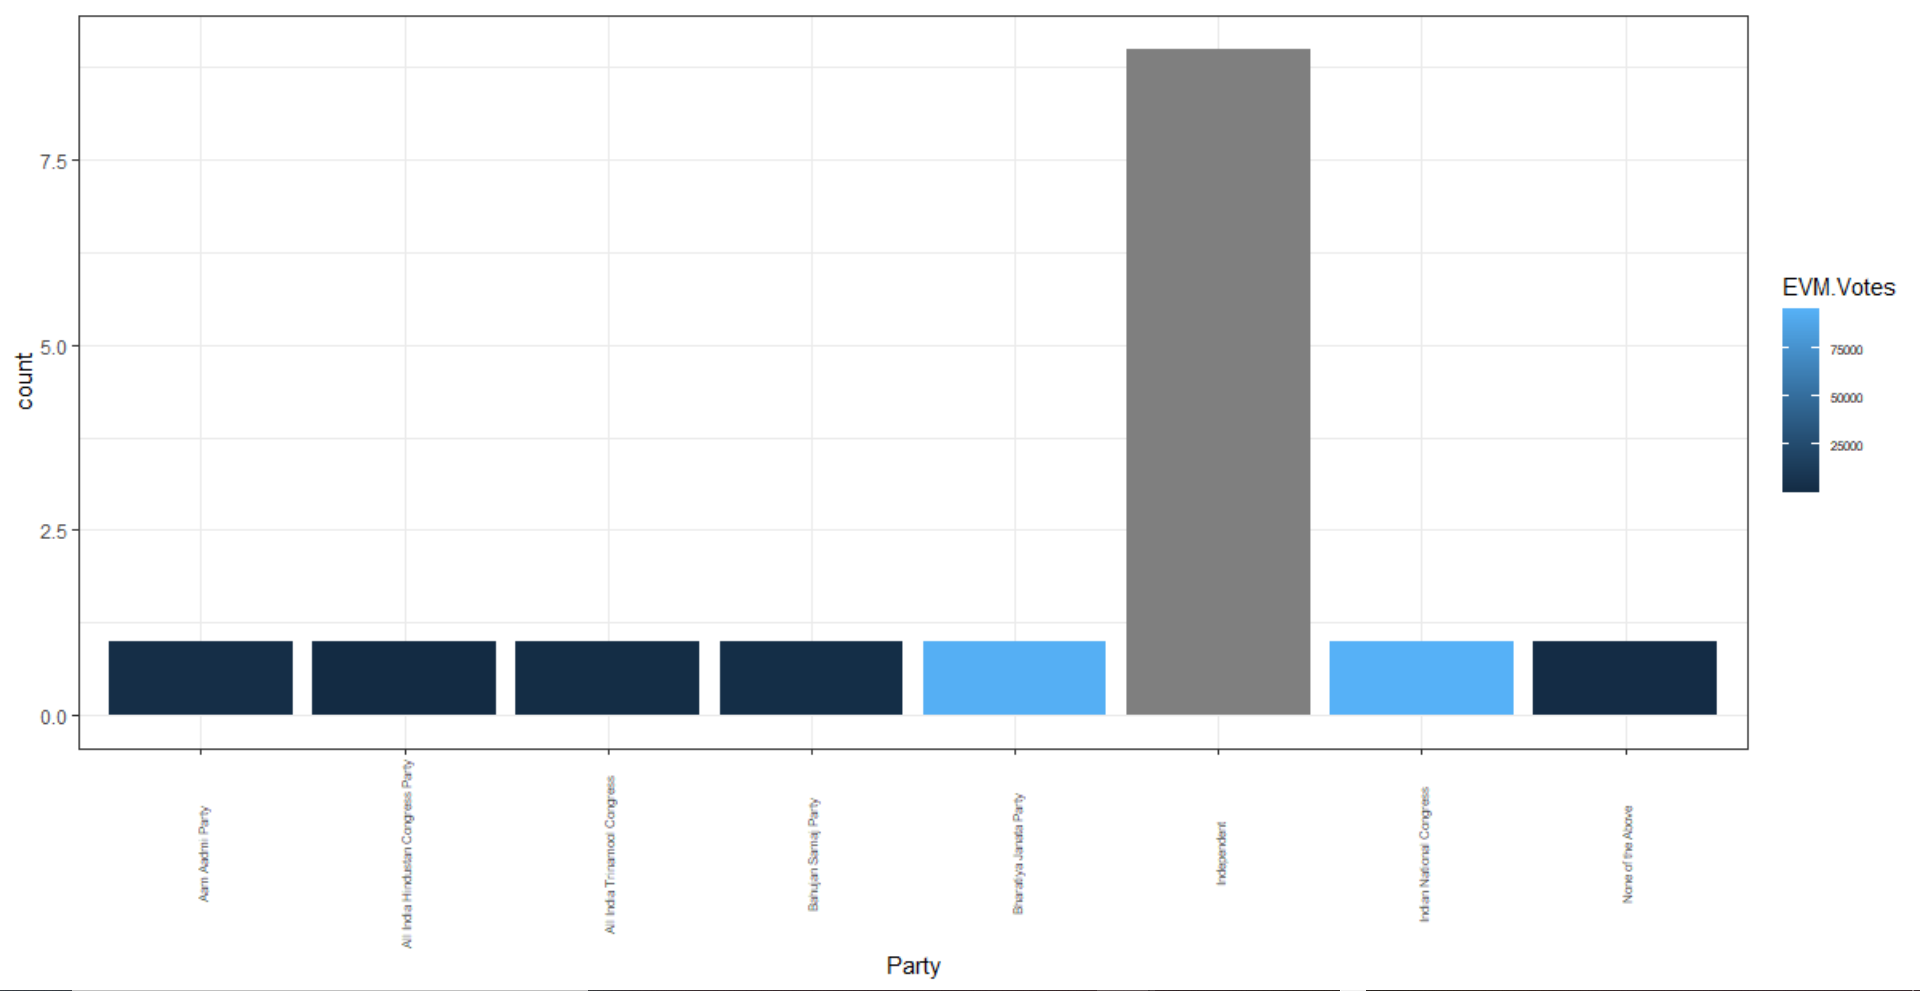 7.5
5.0
2.5
0.0
count
Aam Aadmi Party
All India Hindustan Congress Party
All India Trinamool Congress
Bahujan Samaj Party
Bharatiya Janata Party
Independent
Indian National Congress
None of the Above
Party
EVM.Votes
75000
50000
25000